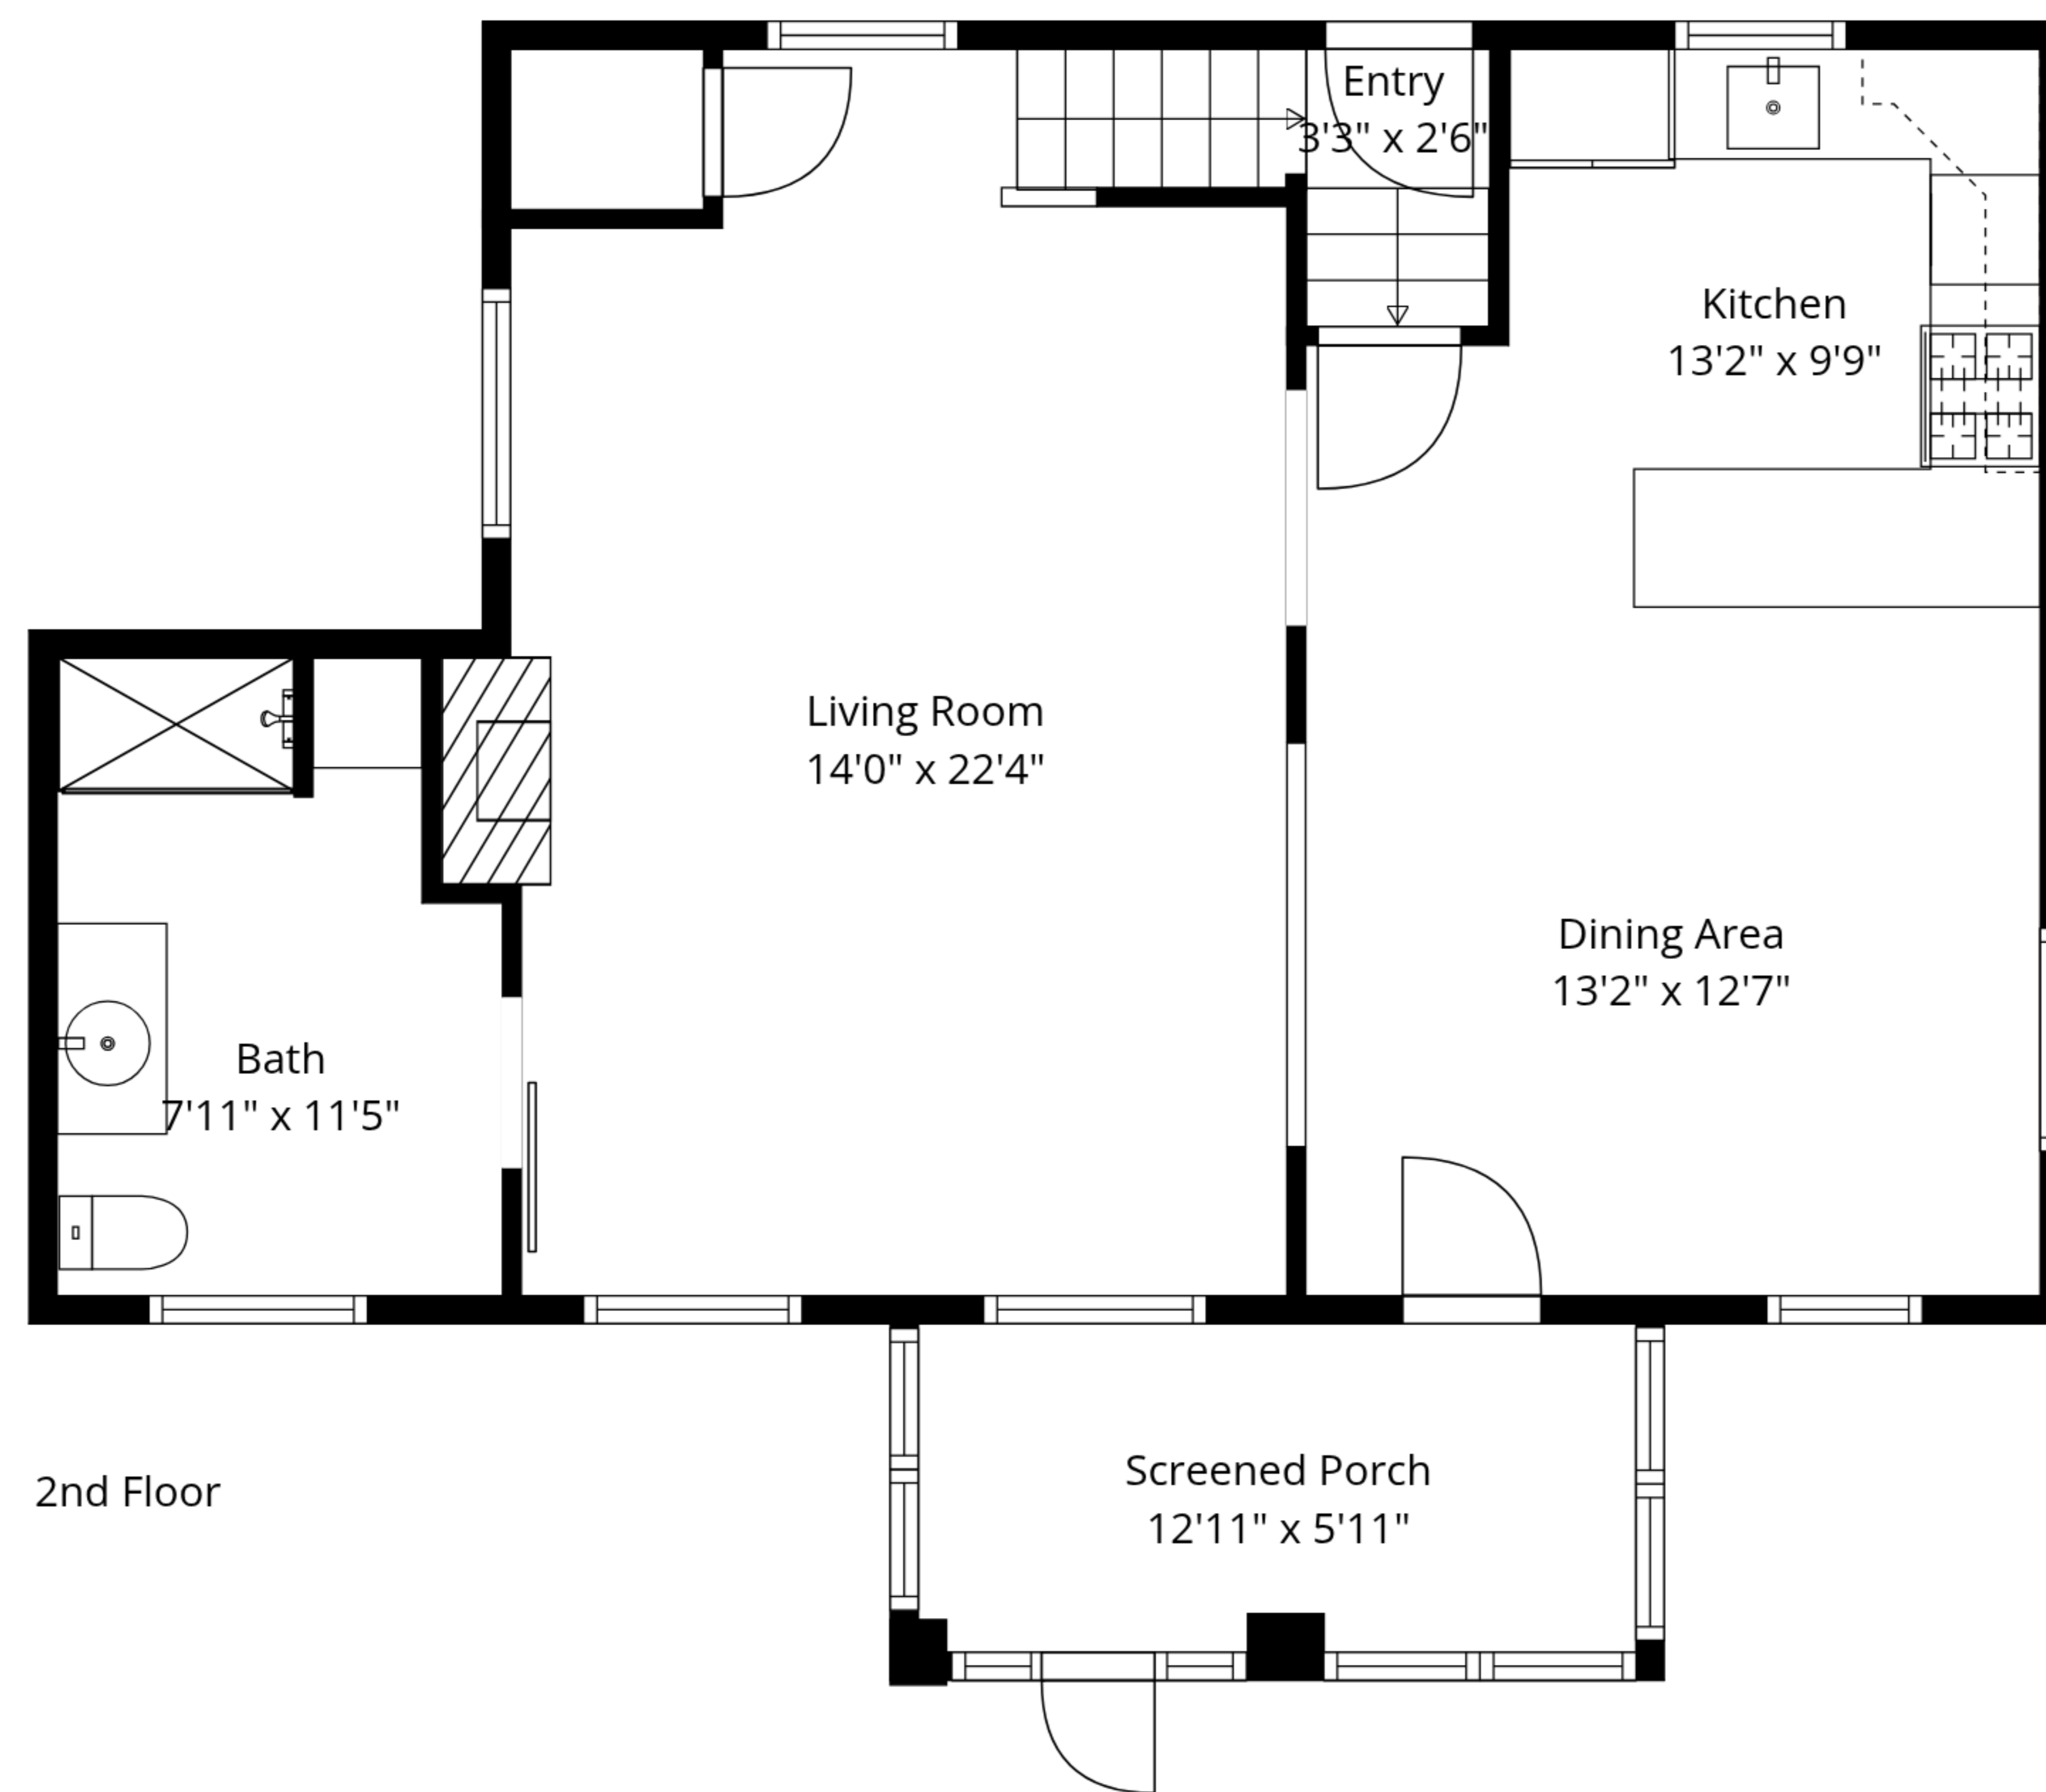 Entry
3'3" x 2'6"
Kitchen
13'2" x 9'9"
Living Room
14'0" x 22'4"
Dining Area
13'2" x 12'7"
Bath
7'11" x 11'5"
Screened Porch
12'11" x 5'11"
2nd Floor